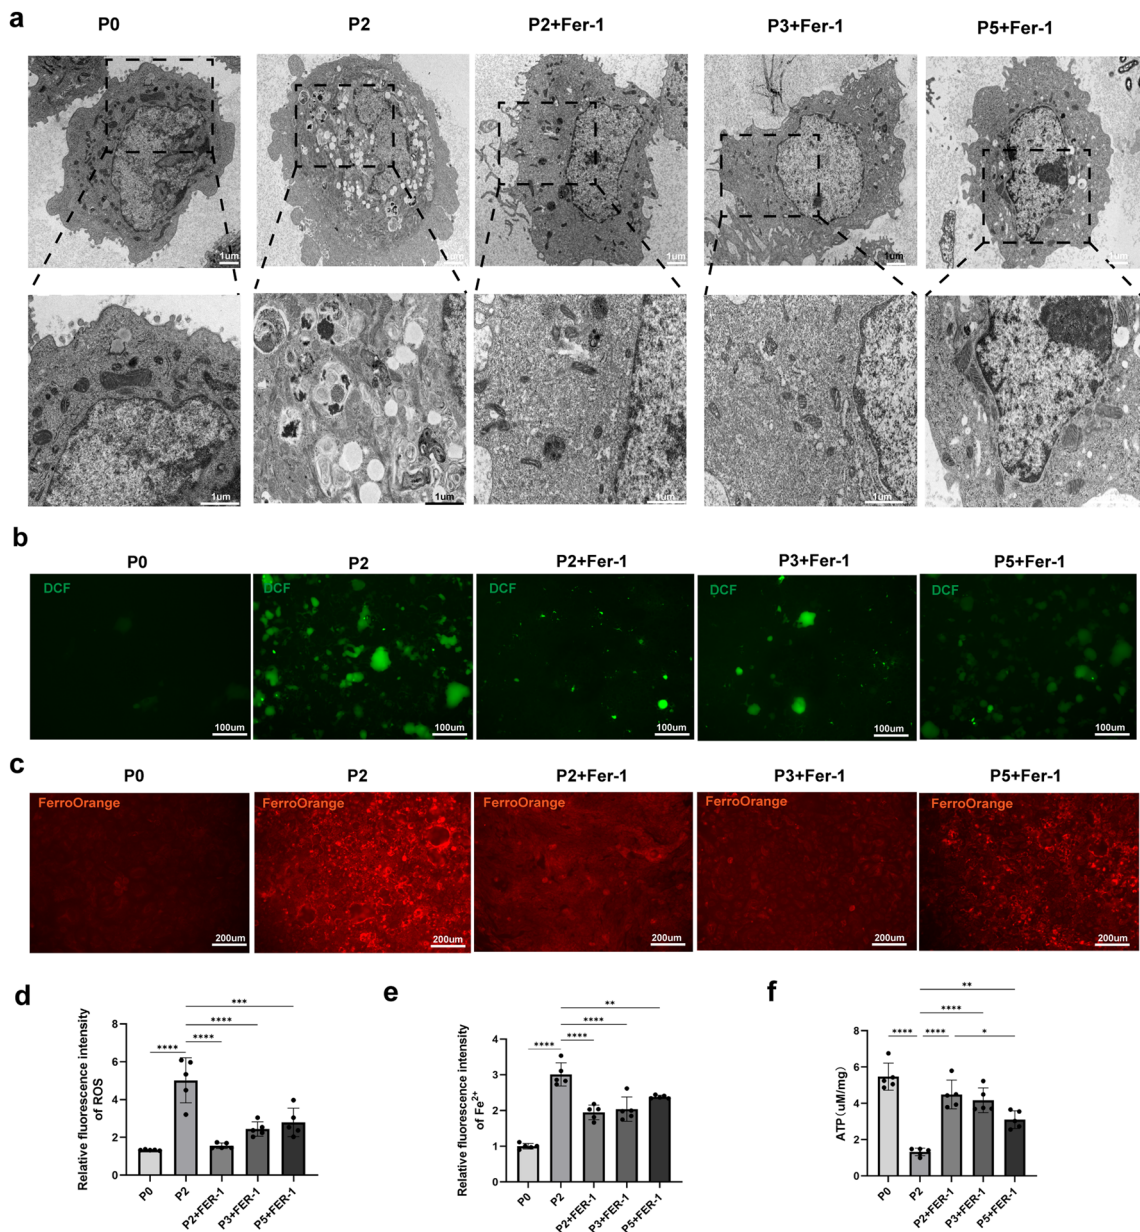 a
P0 P2 P2+Fer-1 P3+Fer-1 P5+Fer-1
1um 1um 1um 1um 1um
1um 1um 1um 1um 1um
b
P0 P2 P2+Fer-1 P3+Fer-1 P5+Fer-1
DCF DCF DCF DCF DCF
100um 100um 100um 100um 100um
c
P0 P2 P2+Fer-1 P3+Fer-1 P5+Fer-1
FerroOrange FerroOrange FerroOrange FerroOrange FerroOrange
200um 200um 200um 200um 200um
d
Relative fluorescence intensity
of ROS
8
6
4
2
0
***
****
**** ****
P0 P2 P2+FER-1 P3+FER-1 P5+FER-1
e
Relative fluorescence intensity
of Fe2+
4
3
2
1
0
**
****
**** ****
P0 P2 P2+FER-1 P3+FER-1 P5+FER-1
f
ATP (uM/mg)
8
6
4
2
0
**
****
**** **** *
P0 P2 P2+FER-1 P3+FER-1 P5+FER-1